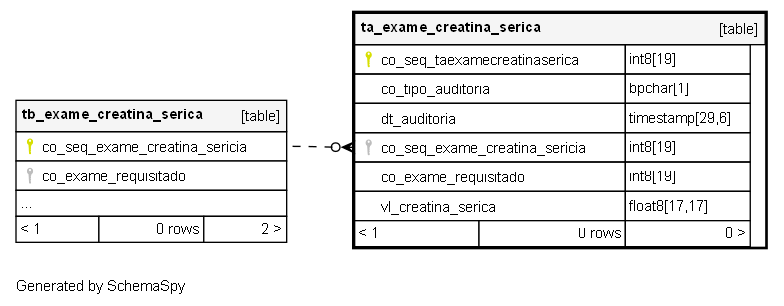 ta_exame_creatina_serica [table]
co_seq_taexamecreatinaserica int8[19]
co_tipo_auditoria bpchar[1]
dt_auditoria timestamp[29,6]
co_seq_exame_creatina_sericia int8[19]
co_exame_requisitado int8[19]
vl_creatina_serica float8[17,17]
< 1 0 rows 0 >
tb_exame_creatina_serica [table]
co_seq_exame_creatina_sericia
co_exame_requisitado
...
< 1 0 rows 2 >
Generated by SchemaSpy